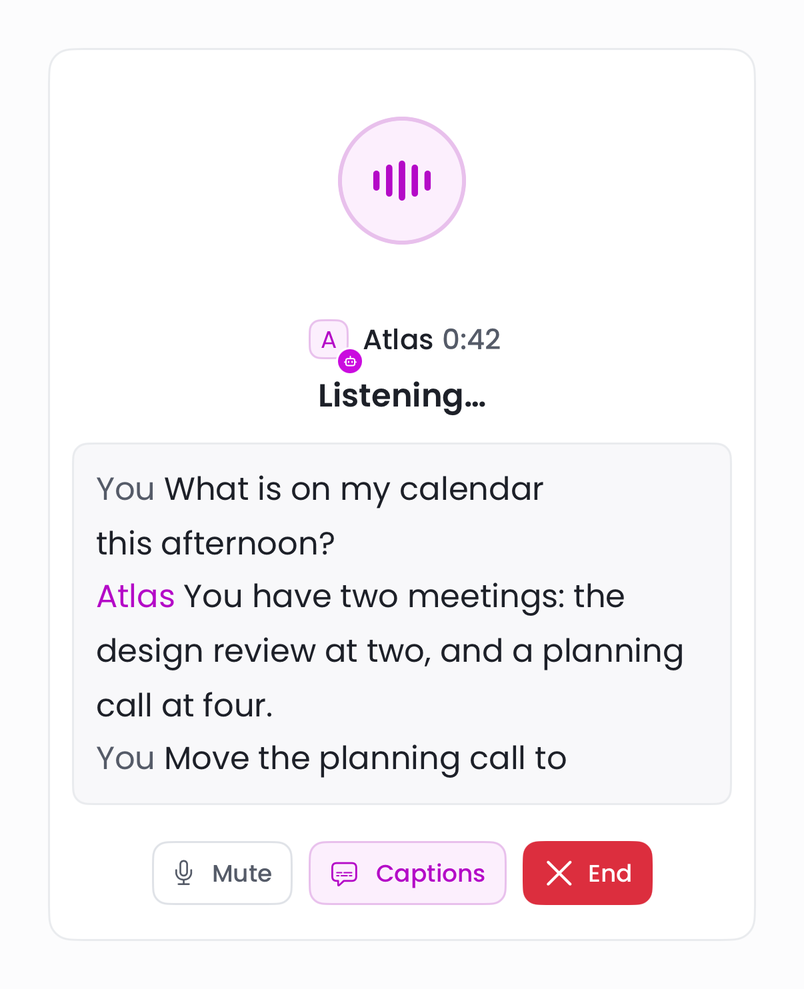 A Atlas 0:42
Listening...
You What is on my calendar
this afternoon?
Atlas You have two meetings: the
design review at two, and a planning
call at four.
You Move the planning call to
Mute Captions End